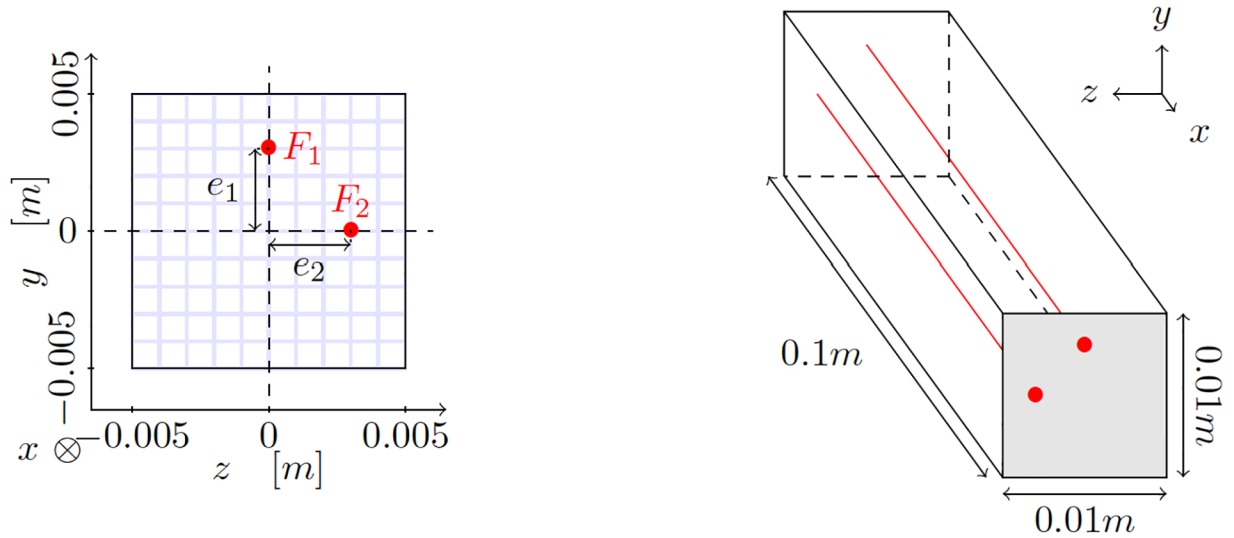 0.005
[m]
0
y
−0.005
F₁
e₁
F₂
e₂
x ⊗
−0.005 0 0.005
z [m]
y
z
x
0.1m
0.01m
0.01m